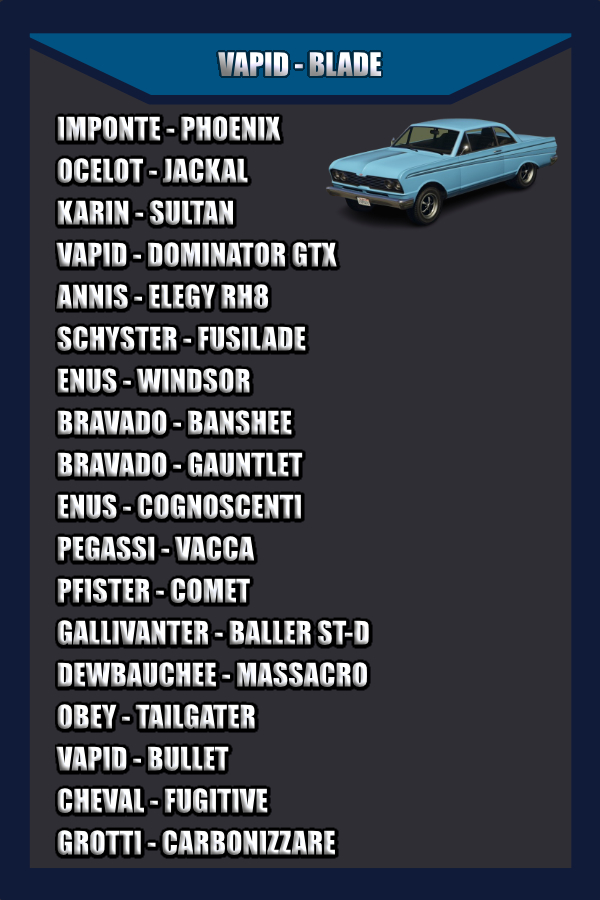 VAPID - BLADE
IMPONTE - PHOENIX
OCELOT - JACKAL
KARIN - SULTAN
VAPID - DOMINATOR GTX
ANNIS - ELEGY RH8
SCHYSTER - FUSILADE
ENUS - WINDSOR
BRAVADO - BANSHEE
BRAVADO - GAUNTLET
ENUS - COGNOSCENTI
PEGASSI - VACCA
PFISTER - COMET
GALLIVANTER - BALLER ST-D
DEWBAUCHEE - MASSACRO
OBEY - TAILGATER
VAPID - BULLET
CHEVAL - FUGITIVE
GROTTI - CARBONIZZARE